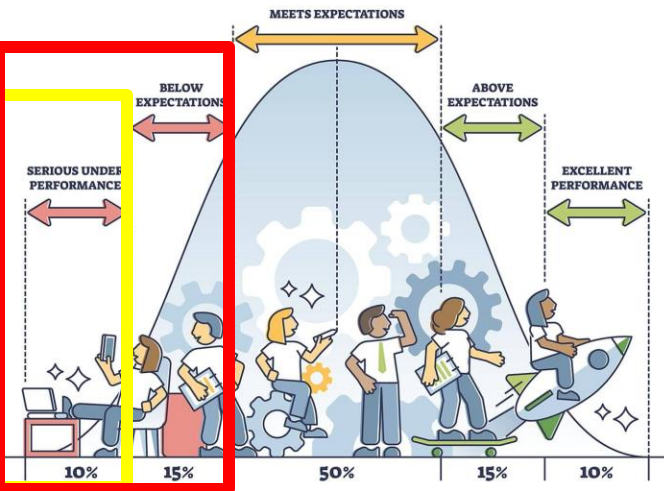 MEETS EXPECTATIONS
BELOW
EXPECTATIONS
ABOVE
EXPECTATIONS
SERIOUS UNDER
PERFORMANCE
EXCELLENT
PERFORMANCE
10%
15%
50%
15%
10%